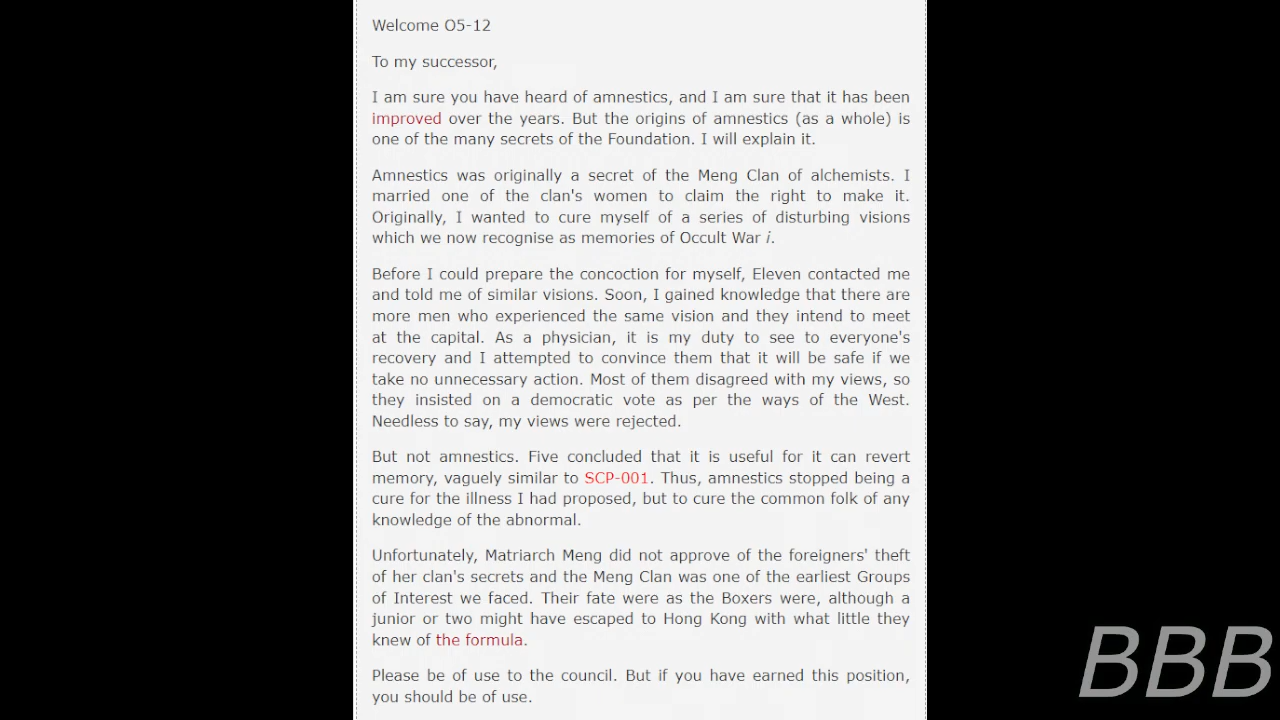 Welcome O5-12
To my successor,
I am sure you have heard of amnestics, and I am sure that it has been
improved over the years. But the origins of amnestics (as a whole) is
one of the many secrets of the Foundation. I will explain it.
Amnestics was originally a secret of the Meng Clan of alchemists. I
married one of the clan's women to claim the right to make it.
Originally, I wanted to cure myself of a series of disturbing visions
which we now recognise as memories of Occult War i.
Before I could prepare the concoction for myself, Eleven contacted me
and told me of similar visions. Soon, I gained knowledge that there are
more men who experienced the same vision and they intend to meet
at the capital. As a physician, it is my duty to see to everyone's
recovery and I attempted to convince them that it will be safe if we
take no unnecessary action. Most of them disagreed with my views, so
they insisted on a democratic vote as per the ways of the West.
Needless to say, my views were rejected.
But not amnestics. Five concluded that it is useful for it can revert
memory, vaguely similar to SCP-001. Thus, amnestics stopped being a
cure for the illness I had proposed, but to cure the common folk of any
knowledge of the abnormal.
Unfortunately, Matriarch Meng did not approve of the foreigners' theft
of her clan's secrets and the Meng Clan was one of the earliest Groups
of Interest we faced. Their fate were as the Boxers were, although a
junior or two might have escaped to Hong Kong with what little they
knew of the formula.
Please be of use to the council. But if you have earned this position,
you should be of use.
BBB